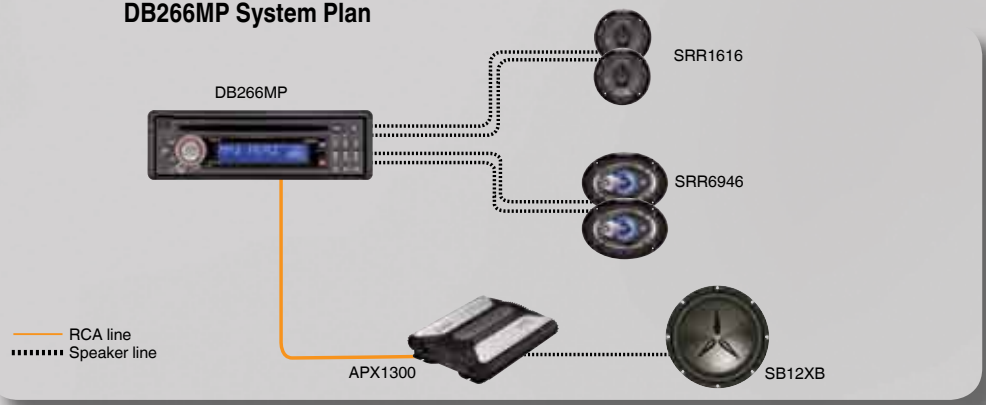 DB266MP System Plan
DB266MP
SRR1616
SRR6946
RCA line
Speaker line
APX1300
SB12XB